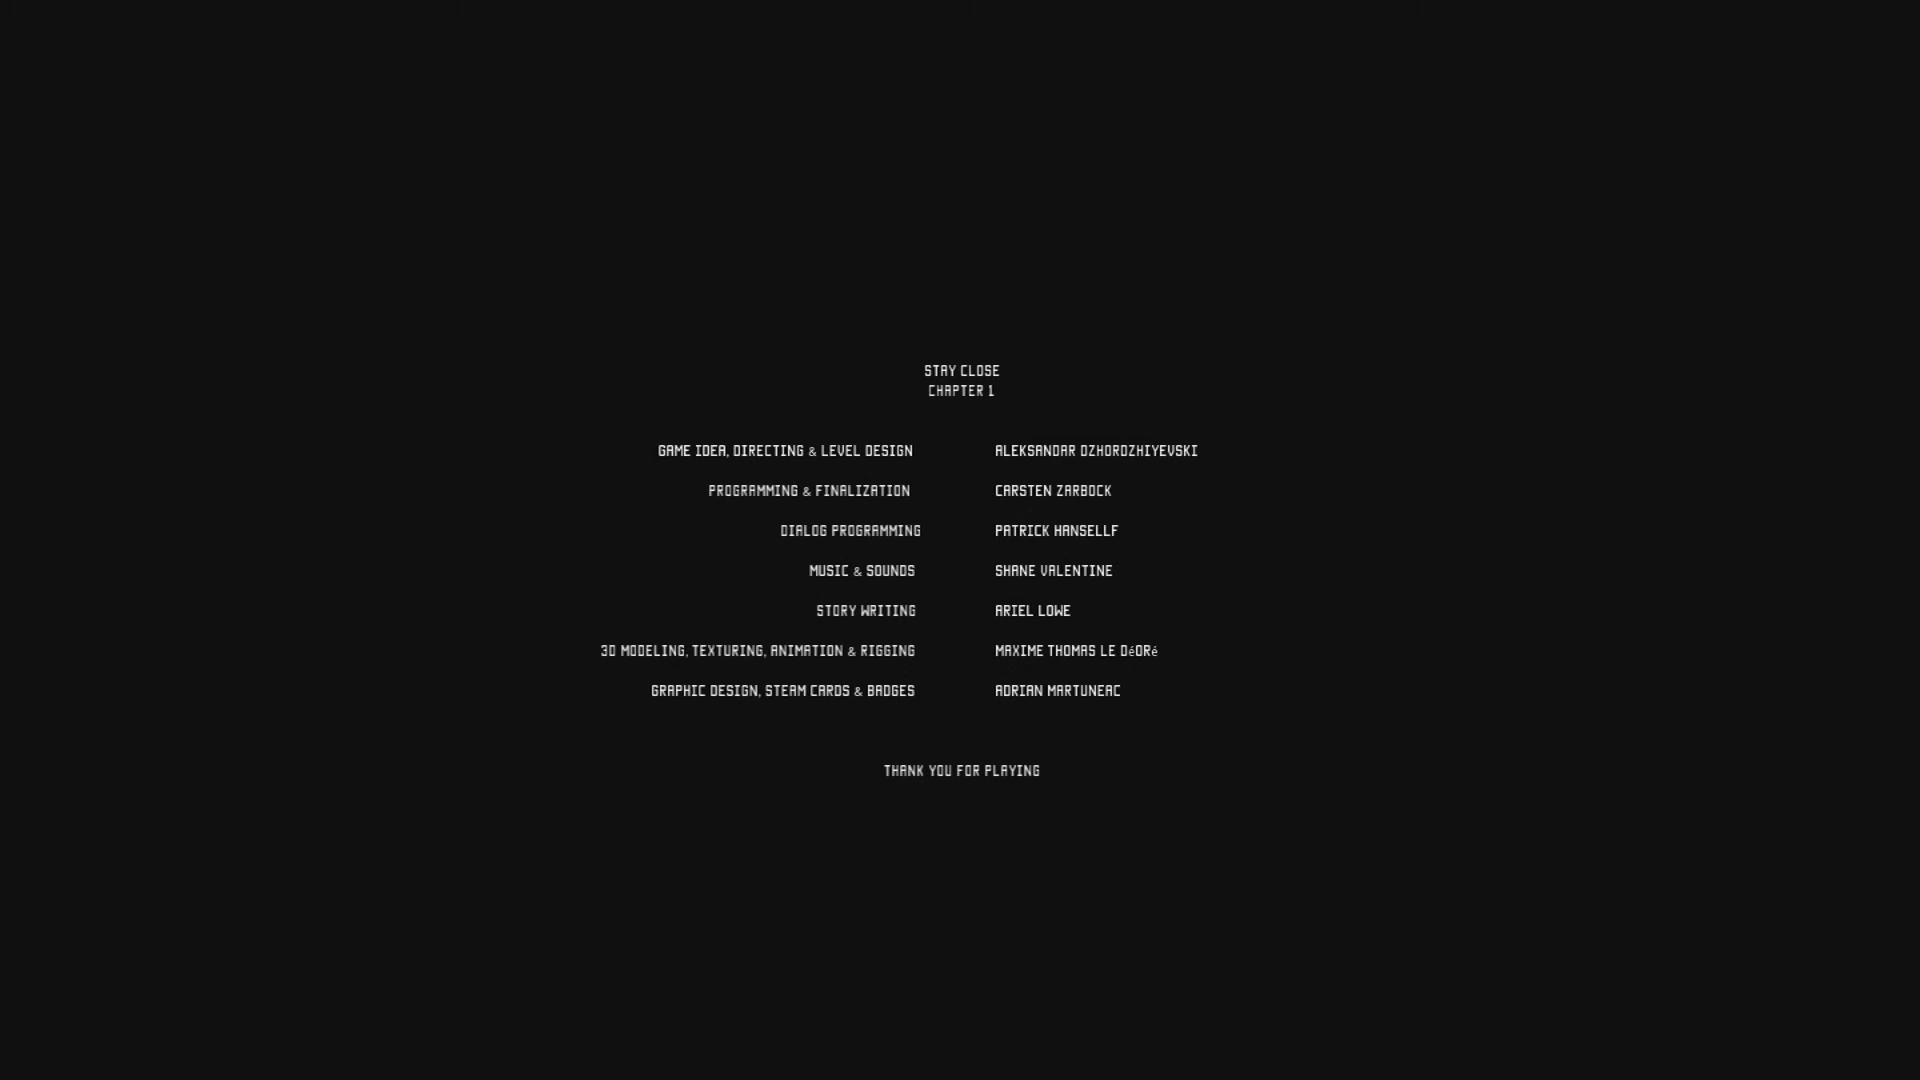 STAY CLOSE
CHAPTER 1
GAME IDEA, DIRECTING & LEVEL DESIGN ALEKSANDAR DZHORDZHIYEVSKI
PROGRAMMING & FINALIZATION CARSTEN ZARBOCK
DIALOG PROGRAMMING PATRICK HANSELLF
MUSIC & SOUNDS SHANE VALENTINE
STORY WRITING ARIEL LOWE
3D MODELING, TEXTURING, ANIMATION & RIGGING MAXIME THOMAS LE DéORé
GRAPHIC DESIGN, STEAM CARDS & BADGES ADRIAN MARTUNEAC
THANK YOU FOR PLAYING